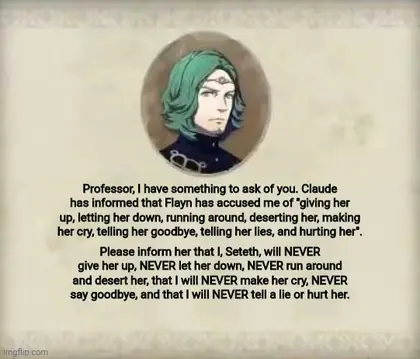 Professor, I have something to ask of you. Claude
has informed that Flayn has accused me of "giving her
up, letting her down, running around, deserting her, making
her cry, telling her goodbye, telling her lies, and hurting her".
Please inform her that I, Seteth, will NEVER
give her up, NEVER let her down, NEVER run around
and desert her, that I will NEVER make her cry, NEVER
say goodbye, and that I will NEVER tell a lie or hurt her.
imgflip.com